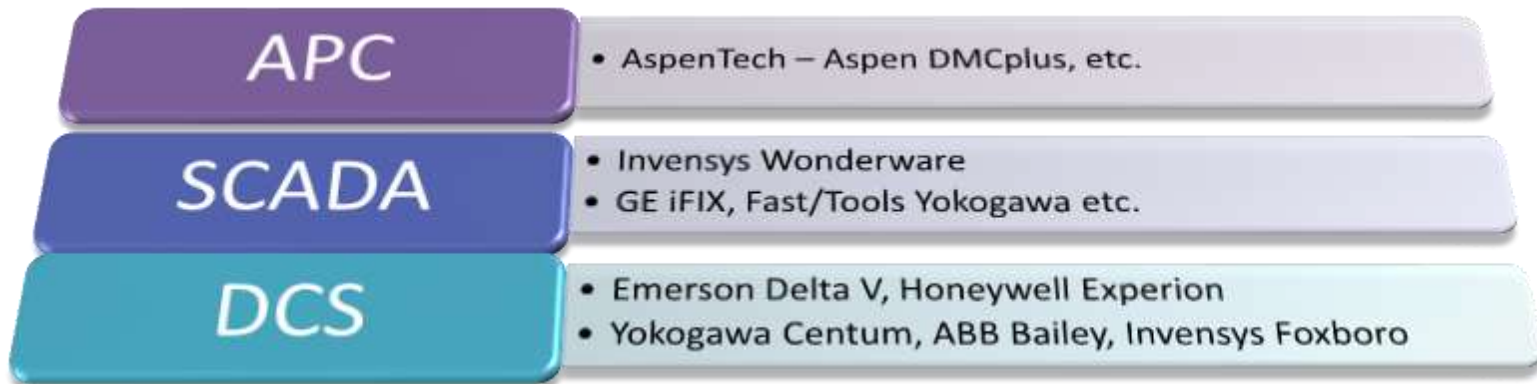 APC
• AspenTech – Aspen DMCplus, etc.
SCADA
• Invensys Wonderware
• GE iFIX, Fast/Tools Yokogawa etc.
DCS
• Emerson Delta V, Honeywell Experion
• Yokogawa Centum, ABB Bailey, Invensys Foxboro